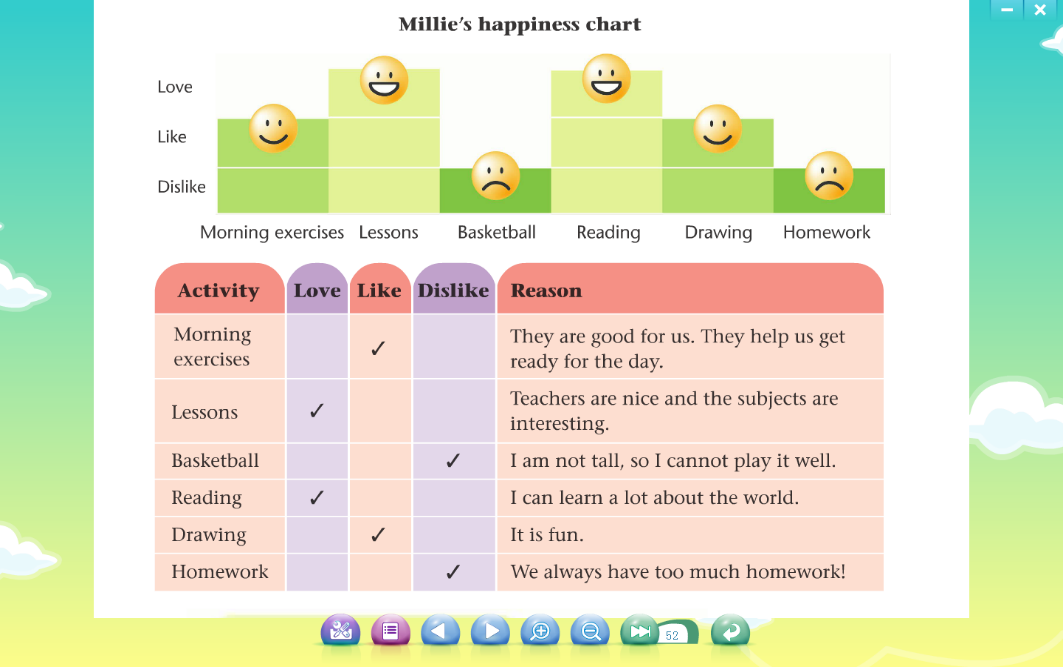 Millie's happiness chart
Love
Like
Dislike
Morning exercises Lessons Basketball Reading Drawing Homework
Activity Love Like Dislike Reason
Morning
exercises
They are good for us. They help us get
ready for the day.
Lessons
Teachers are nice and the subjects are
interesting.
Basketball I am not tall, so I cannot play it well.
Reading I can learn a lot about the world.
Drawing It is fun.
Homework We always have too much homework!
52